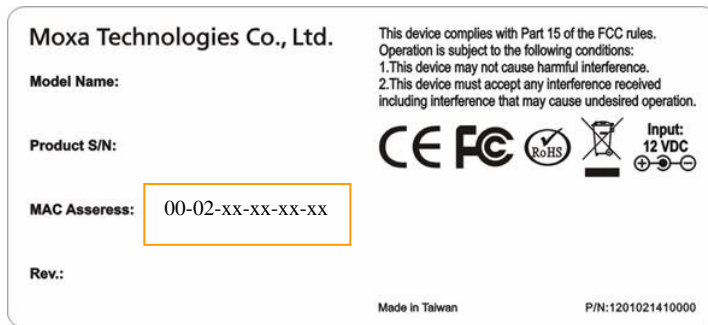 Moxa Technologies Co., Ltd.
Model Name:
Product S/N:
MAC Asseress: 00-02-xx-xx-xx-xx
Rev.:
This device complies with Part 15 of the FCC rules.
Operation is subject to the following conditions:
1.This device may not cause harmful interference.
2.This device must accept any interference received
including interference that may cause undesired operation.
CE FC RoHS
Input:
12 VDC
Made in Taiwan
P/N:1201021410000